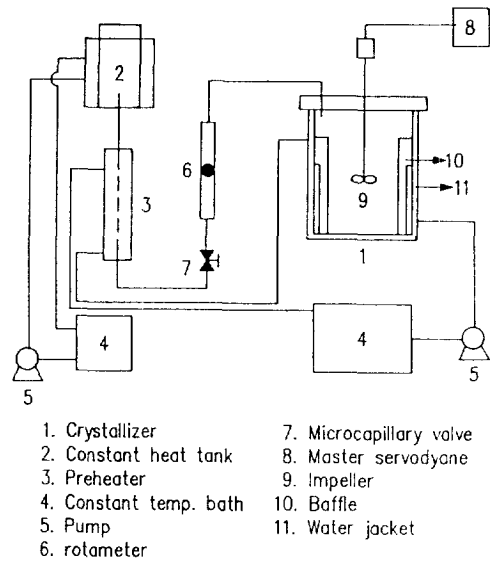 8
2
10
6
3
9
11
7
1
4
4
5
5
1. Crystallizer
2. Constant heat tank
3. Preheater
4. Constant temp. bath
5. Pump
6. rotameter
7. Microcapillary valve
8. Master servodyane
9. Impeller
10. Baffle
11. Water jacket